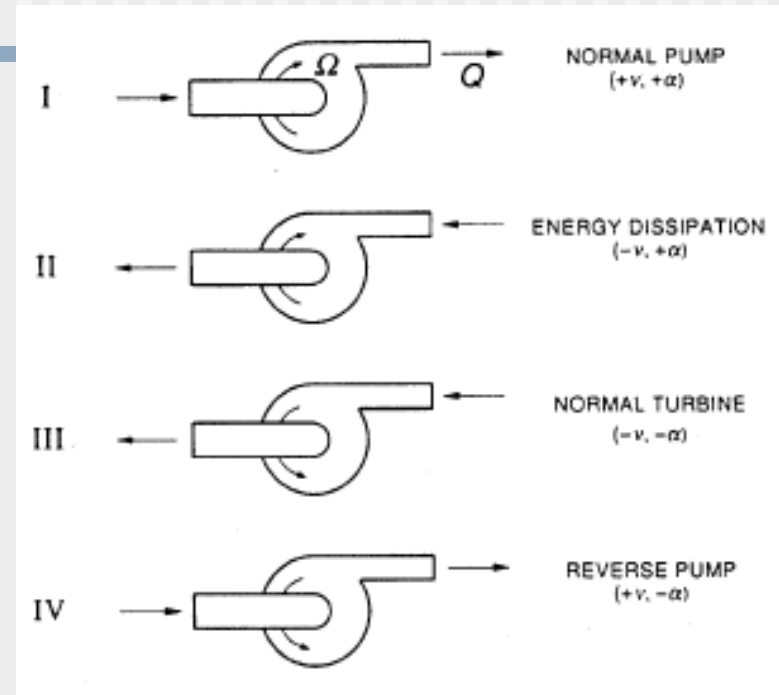 I
Ω
Q
NORMAL PUMP
(+ν, +α)
II
ENERGY DISSIPATION
(−ν, +α)
III
NORMAL TURBINE
(−ν, −α)
IV
REVERSE PUMP
(+ν, −α)